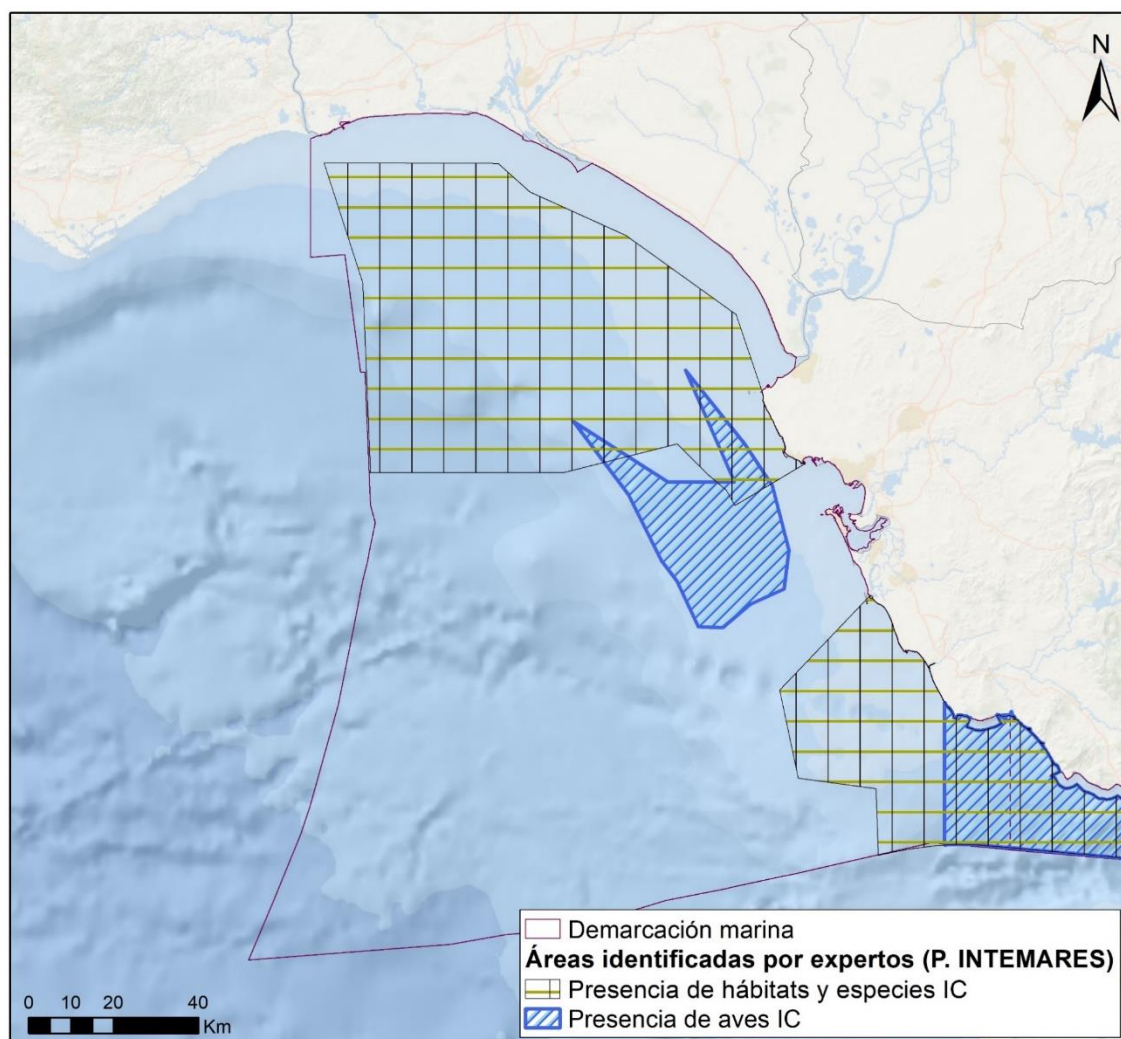 N
Demarcación marina
Áreas identificadas por expertos (P. INTEMARES)
Presencia de hábitats y especies IC
Presencia de aves IC
0 10 20 40
Km